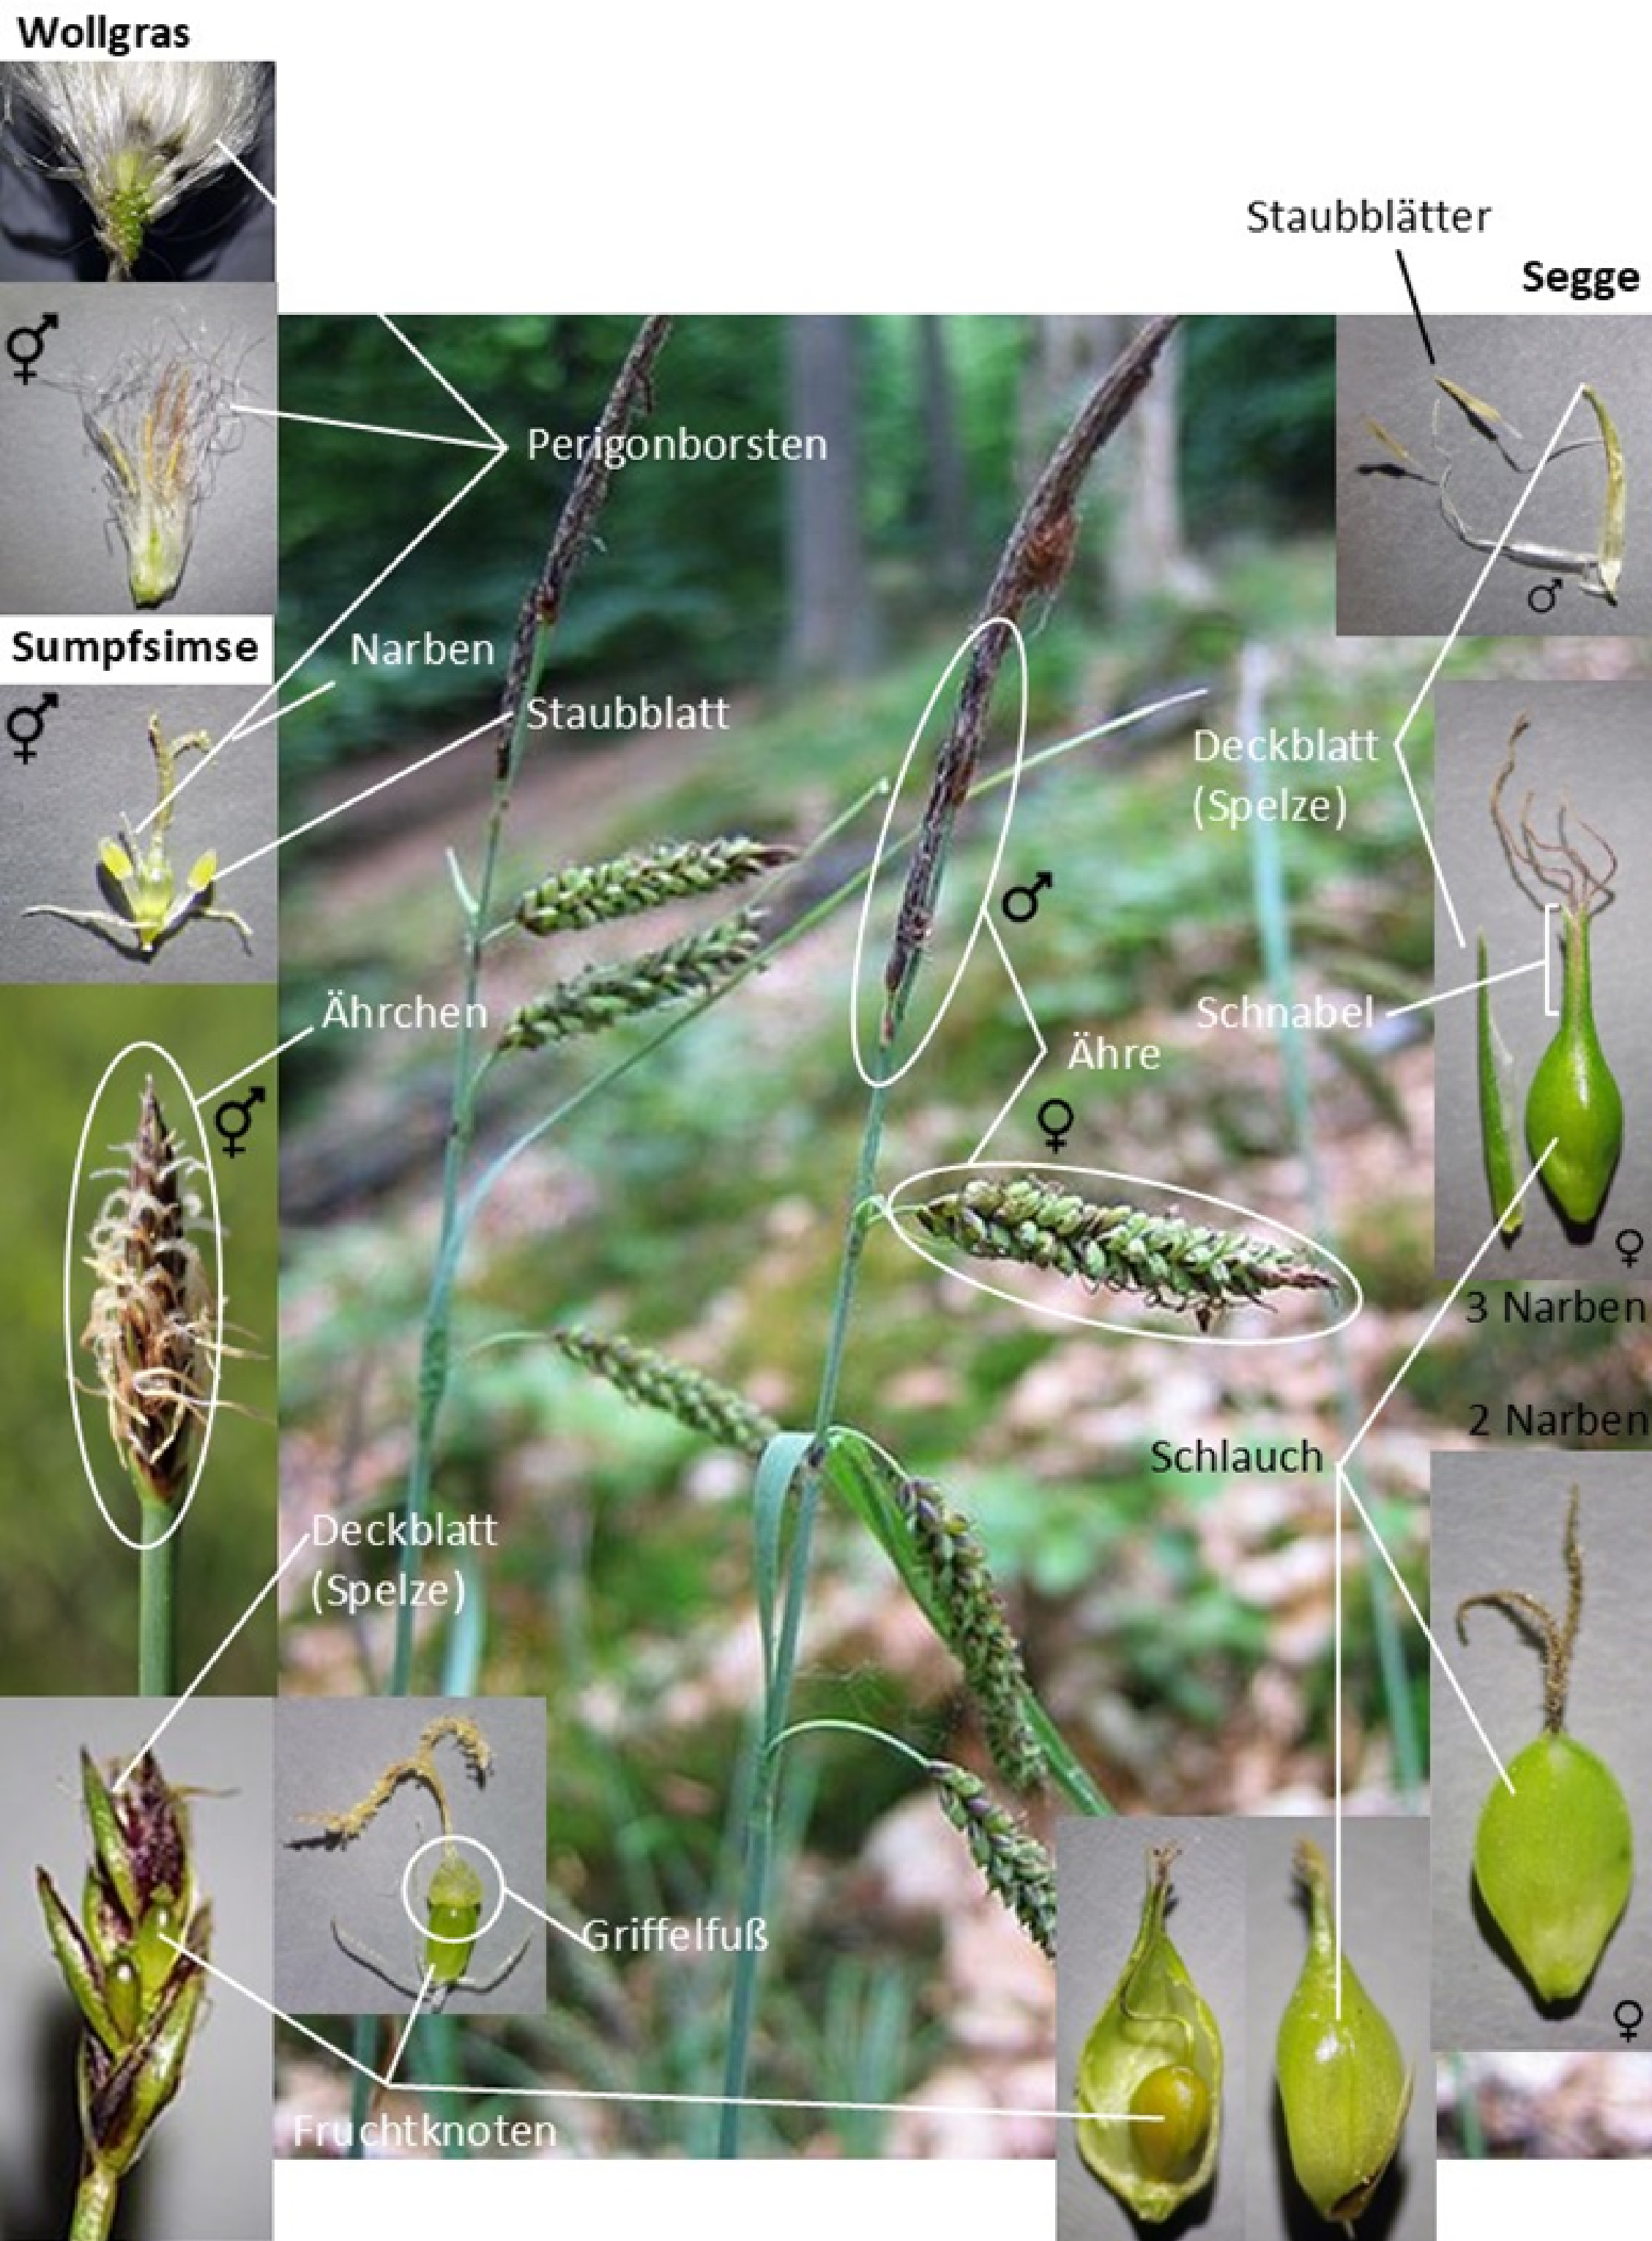 Wollgras
Staubblätter
Segge
Perigonborsten
Sumpfsimse
Narben
Staubblatt
Deckblatt
(Spelze)
Ährchen
Schnabel
Ähre
3 Narben
2 Narben
Schlauch
Deckblatt
(Spelze)
Griffelfuß
Fruchtknoten